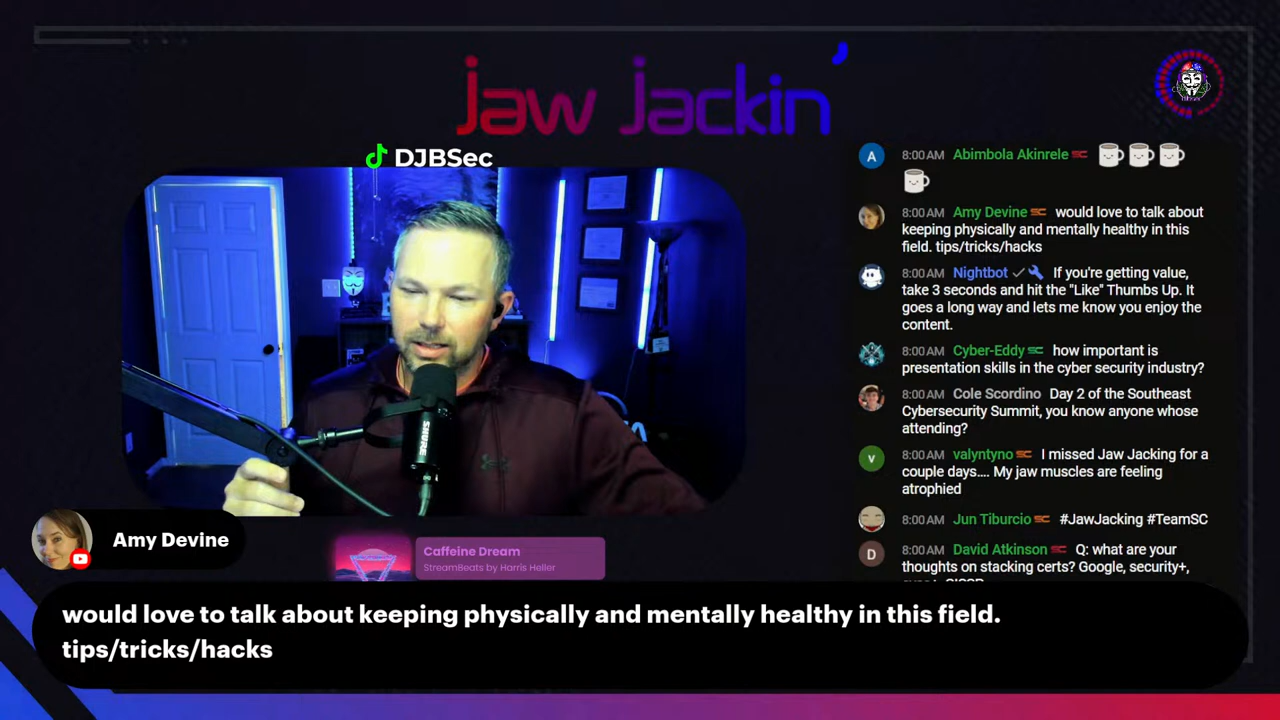 jaw jackin'
DJBSec
A 8:00 AM Abimbola Akinrele
8:00 AM Amy Devine would love to talk about
keeping physically and mentally healthy in this
field. tips/tricks/hacks
8:00 AM Nightbot If you're getting value,
take 3 seconds and hit the "Like" Thumbs Up. It
goes a long way and lets me know you enjoy the
content.
8:00 AM Cyber-Eddy how important is
presentation skills in the cyber security industry?
8:00 AM Cole Scordino Day 2 of the Southeast
Cybersecurity Summit, you know anyone whose
attending?
v 8:00 AM valyntyno I missed Jaw Jacking for a
couple days.... My jaw muscles are feeling
atrophied
8:00 AM Jun Tiburcio #JawJacking #TeamSC
D 8:00 AM David Atkinson Q: what are your
thoughts on stacking certs? Google, security+,
SHURE
Caffeine Dream
StreamBeats by Harris Heller
Amy Devine
would love to talk about keeping physically and mentally healthy in this field.
tips/tricks/hacks